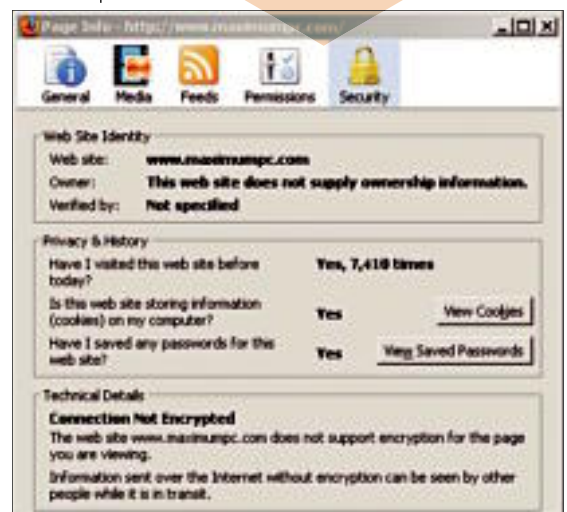 Page Info - http://www.maximumpc.com/
General Media Feeds Permissions Security
Web Site Identity
Web site: www.maximumpc.com
Owner: This web site does not supply ownership information.
Verified by: Not specified
Privacy & History
Have I visited this web site before Yes, 7,410 times
today?
Is this web site storing information Yes View Cookies
(cookies) on my computer?
Have I saved any passwords for this Yes View Saved Passwords
web site?
Technical Details
Connection Not Encrypted
The web site www.maximumpc.com does not support encryption for the page
you are viewing.
Information sent over the Internet without encryption can be seen by other
people while it is in transit.